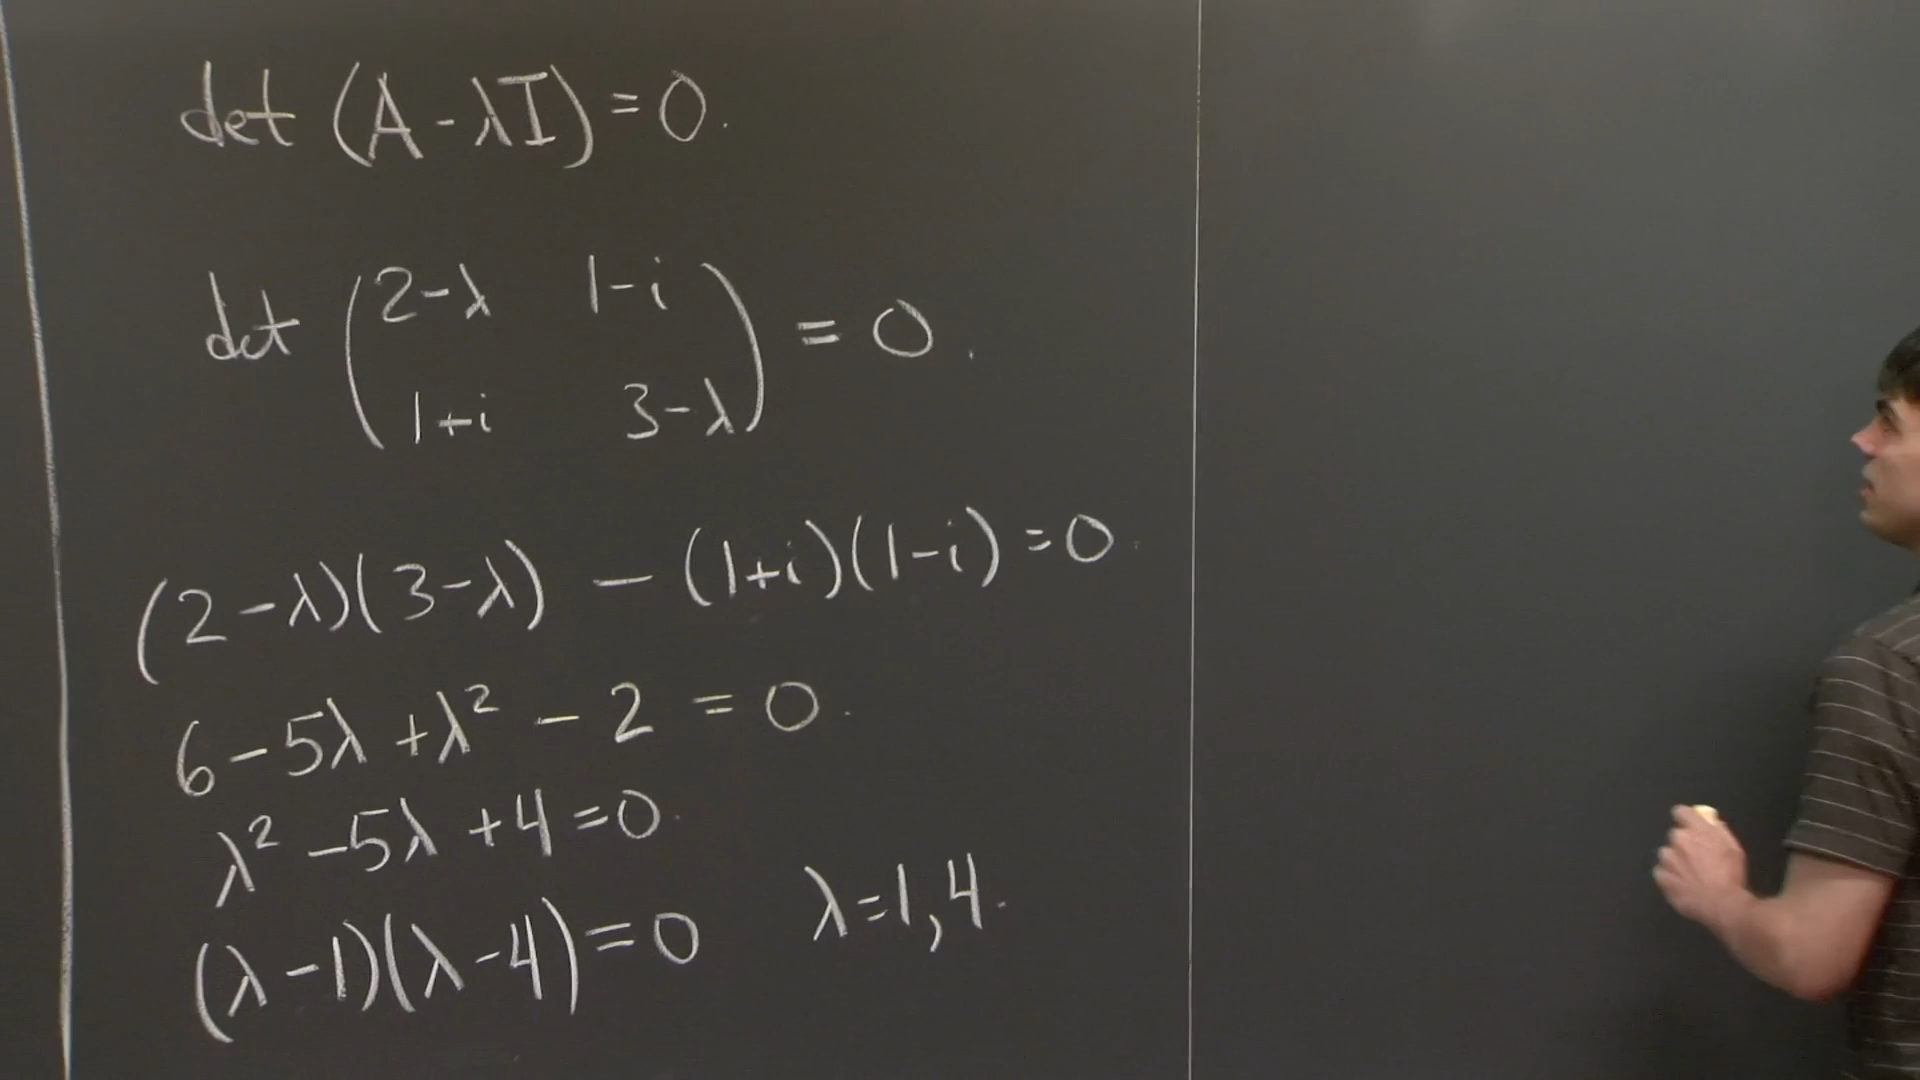 det (A - λI) = 0.
det (2-λ 1-i
1+i 3-λ) = 0.
(2-λ)(3-λ) - (1+i)(1-i) = 0.
6 - 5λ + λ² - 2 = 0.
λ² - 5λ + 4 = 0.
(λ - 1)(λ - 4) = 0 λ = 1, 4.